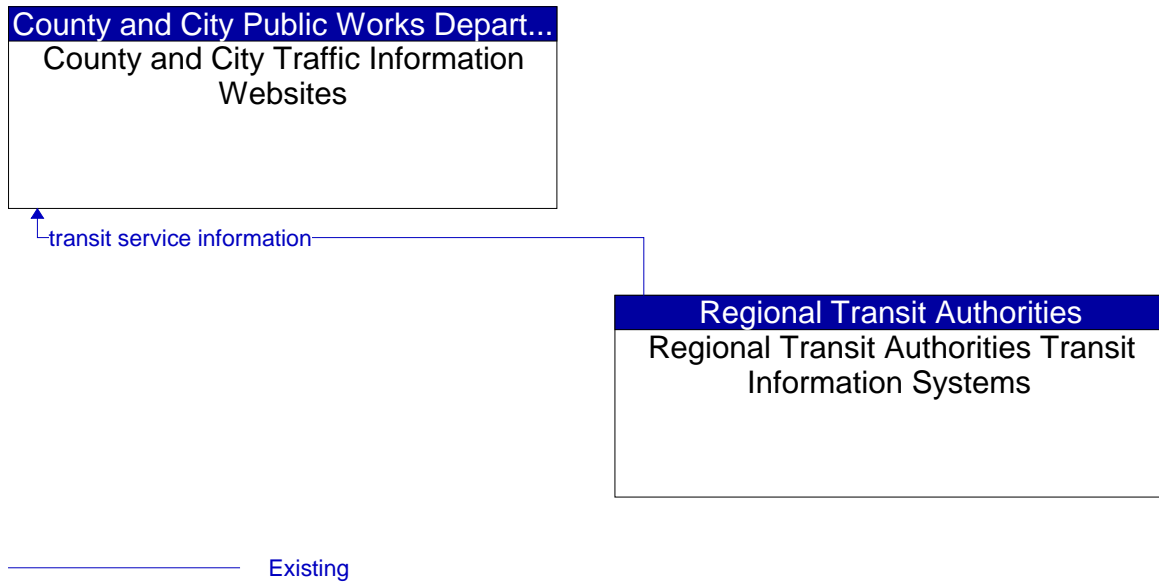 County and City Public Works Depart...
County and City Traffic Information
Websites
transit service information
Regional Transit Authorities
Regional Transit Authorities Transit
Information Systems
Existing